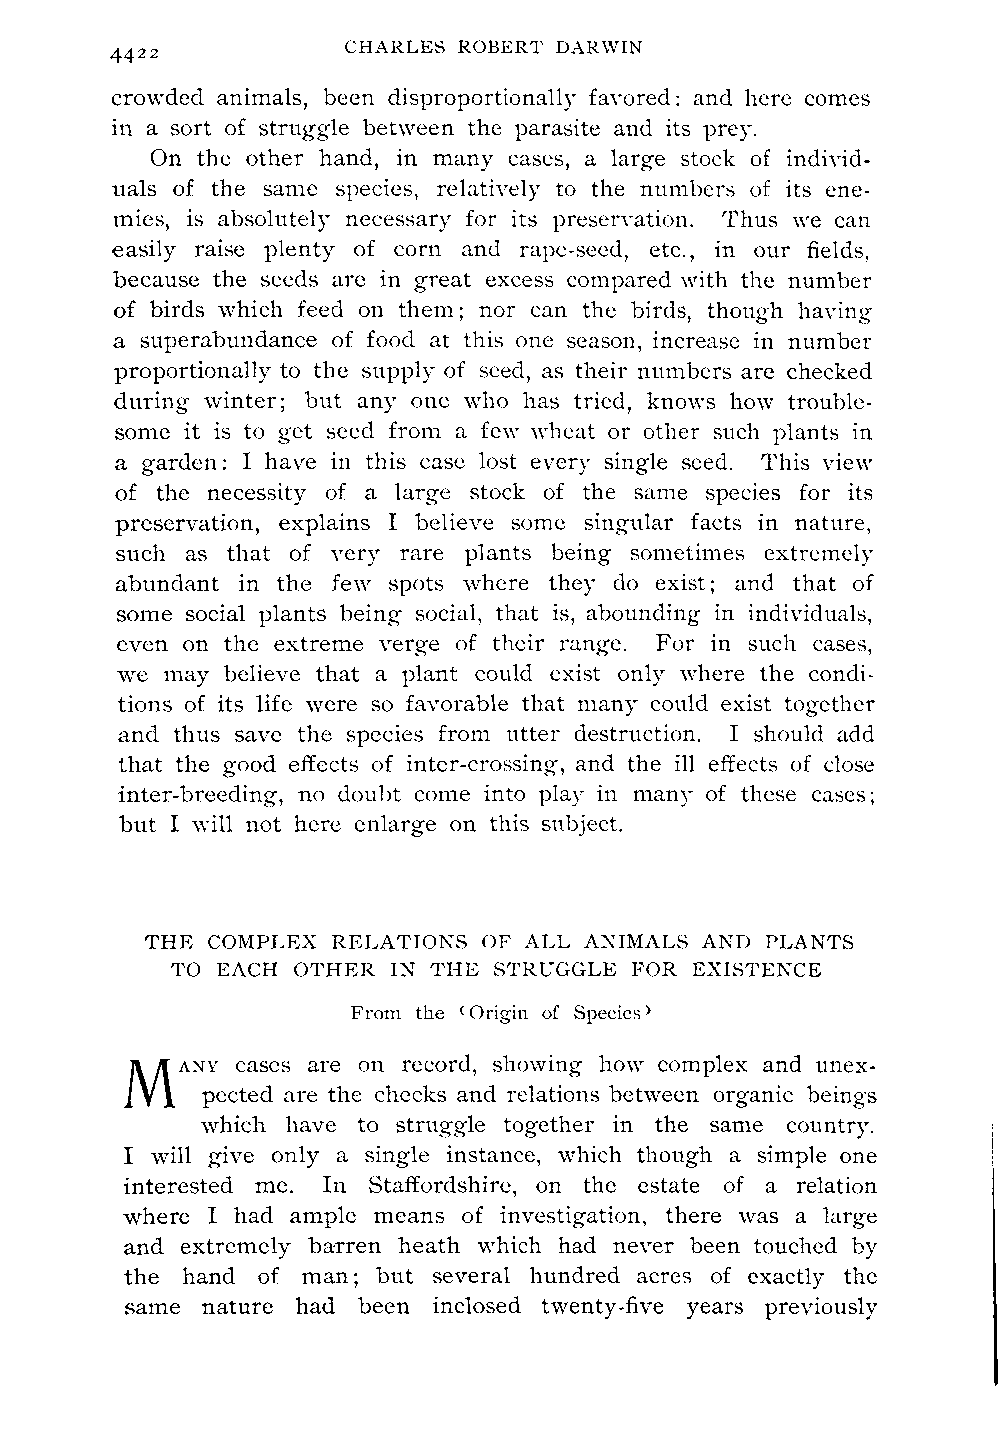 4422 CHARLES ROBERT DARWIN
crowded animals, been disproportionally favored: and here comes
in a sort of struggle between the parasite and its prey.
On the other hand, in many cases, a large stock of individ-
uals of the same species, relatively to the numbers of its ene-
mies, is absolutely necessary for its preservation. Thus we can
easily raise plenty of corn and rape-seed, etc., in our fields,
because the seeds are in great excess compared with the number
of birds which feed on them; nor can the birds, though having
a superabundance of food at this one season, increase in number
proportionally to the supply of seed, as their numbers are checked
during winter; but any one who has tried, knows how trouble-
some it is to get seed from a few wheat or other such plants in
a garden: I have in this case lost every single seed. This view
of the necessity of a large stock of the same species for its
preservation, explains I believe some singular facts in nature,
such as that of very rare plants being sometimes extremely
abundant in the few spots where they do exist; and that of
some social plants being social, that is, abounding in individuals,
even on the extreme verge of their range. For in such cases,
we may believe that a plant could exist only where the condi-
tions of its life were so favorable that many could exist together
and thus save the species from utter destruction. I should add
that the good effects of inter-crossing, and the ill effects of close
inter-breeding, no doubt come into play in many of these cases;
but I will not here enlarge on this subject.
THE COMPLEX RELATIONS OF ALL ANIMALS AND PLANTS
TO EACH OTHER IN THE STRUGGLE FOR EXISTENCE
From the ‘Origin of Species’
MANY cases are on record, showing how complex and unex-
pected are the checks and relations between organic beings
which have to struggle together in the same country.
I will give only a single instance, which though a simple one
interested me. In Staffordshire, on the estate of a relation
where I had ample means of investigation, there was a large
and extremely barren heath which had never been touched by
the hand of man; but several hundred acres of exactly the
same nature had been inclosed twenty-five years previously